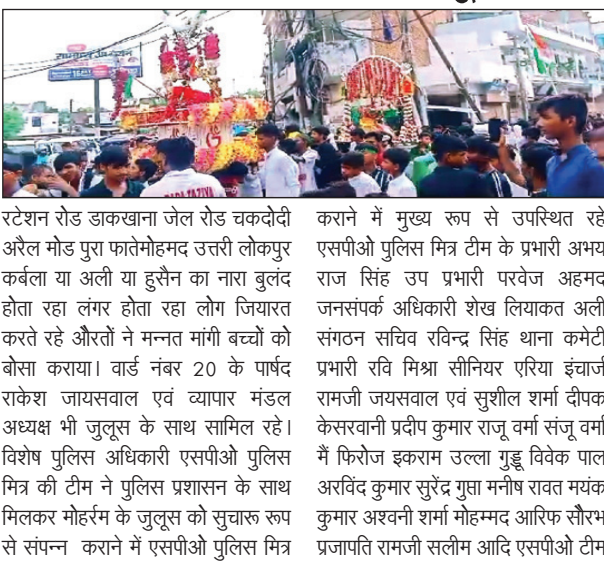 रटेशन रोड डाकखाना जेल रोड चकदोदी
अरैल मोड पुरा फातेमोहमद उत्तरी लोकपुर
कर्बला या अली या हुसैन का नारा बुलंद
होता रहा लंगर होता रहा लोग जियारत
करते रहे औरतों ने मन्नत मांगी बच्चों को
बोसा कराया। वार्ड नंबर 20 के पार्षद
राकेश जायसवाल एवं व्यापार मंडल
अध्यक्ष भी जुलूस के साथ सामिल रहे।
विशेष पुलिस अधिकारी एसपीओ पुलिस
मित्र की टीम ने पुलिस प्रशासन के साथ
मिलकर मोहर्रम के जुलूस को सुचारू रूप
से संपन्न कराने में एसपीओ पुलिस मित्र
कराने में मुख्य रूप से उपस्थित रहे
एसपीओ पुलिस मित्र टीम के प्रभारी अभय
राज सिंह उप प्रभारी परवेज अहमद
जनसंपर्क अधिकारी शेख लियाकत अली
संगठन सचिव रविन्द्र सिंह थाना कमेटी
प्रभारी रवि मिश्रा सीनियर एरिया इंचार्ज
रामजी जयसवाल एवं सुशील शर्मा दीपक
केसरवानी प्रदीप कुमार राजू वर्मा संजू वर्मा
मैं फिरोज इकराम उल्ला गुड्डू विवेक पाल
अरविंद कुमार सुरेंद्र गुप्ता मनीष रावत मयंक
कुमार अश्वनी शर्मा मोहम्मद आरिफ सौरभ
प्रजापति रामजी सलीम आदि एसपीओ टीम